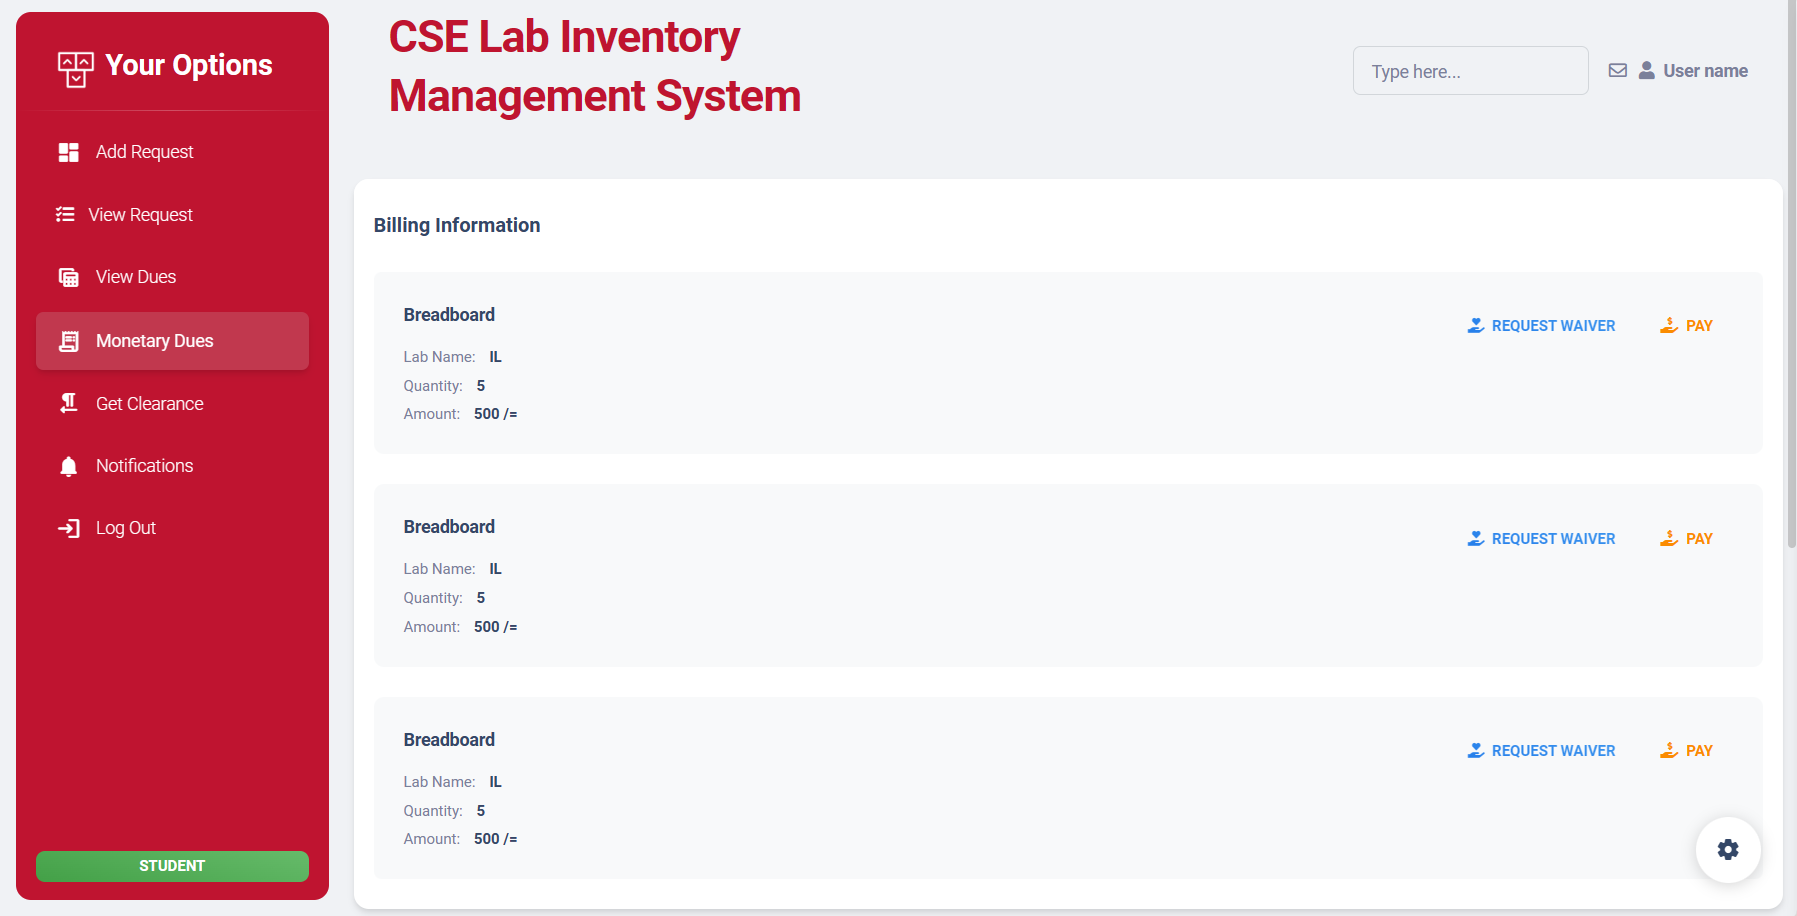 Your Options
Add Request
View Request
View Dues
Monetary Dues
Get Clearance
Notifications
Log Out
STUDENT
CSE Lab Inventory
Management System
Type here...
User name
Billing Information
Breadboard
REQUEST WAIVER PAY
Lab Name: IL
Quantity: 5
Amount: 500 /=
Breadboard
REQUEST WAIVER PAY
Lab Name: IL
Quantity: 5
Amount: 500 /=
Breadboard
REQUEST WAIVER PAY
Lab Name: IL
Quantity: 5
Amount: 500 /=